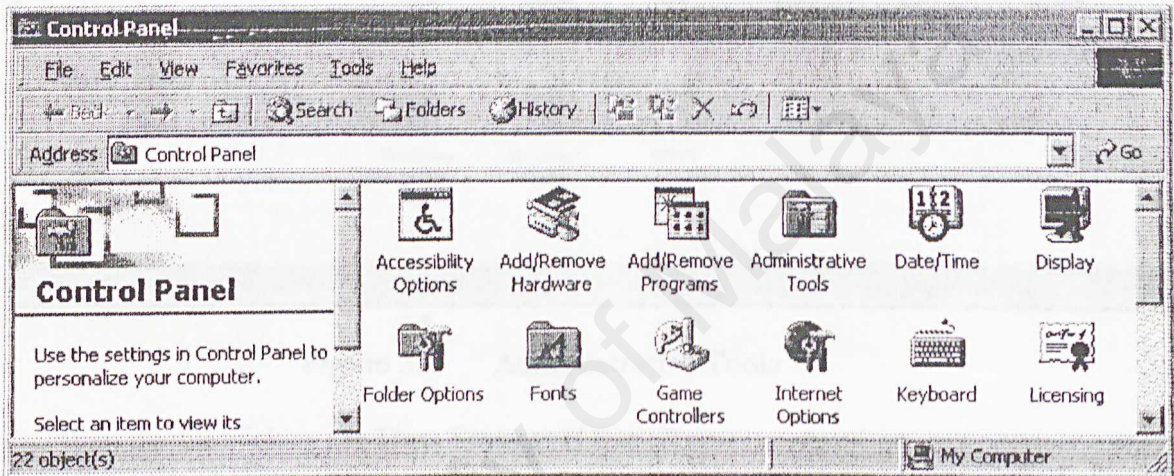 Control Panel
File Edit View Favorites Tools Help
Back Search Folders History
Address Control Panel Go
Accessibility Options
Add/Remove Hardware
Add/Remove Programs
Administrative Tools
Date/Time
Display
Control Panel
Use the settings in Control Panel to
personalize your computer.
Select an item to view its
Folder Options
Fonts
Game Controllers
Internet Options
Keyboard
Licensing
22 object(s) My Computer
of Malaya